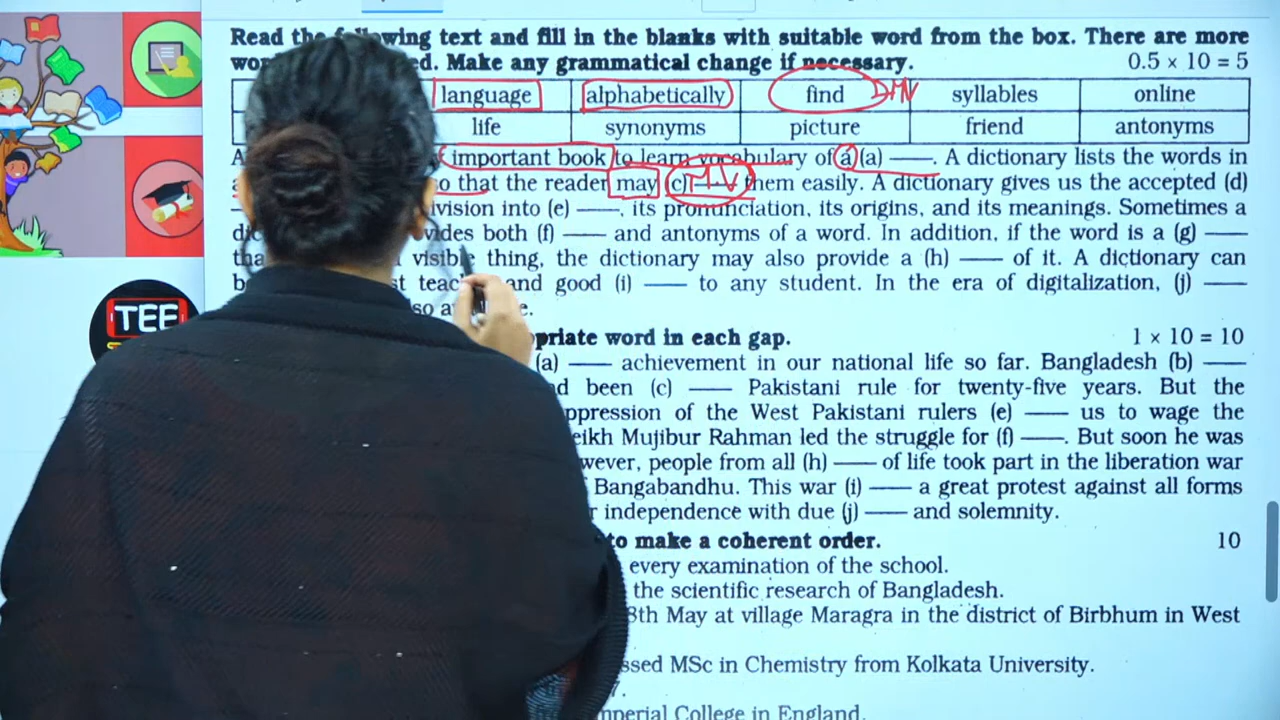 Read the following text and fill in the blanks with suitable word from the box. There are more
ed. Make any grammatical change if necessary. 0.5 × 10 = 5
language alphabetically find DMV syllables online
life synonyms picture friend antonyms
important book to learn vocabulary of a (a) ——. A dictionary lists the words in
so that the reader may (c) MV them easily. A dictionary gives us the accepted (d)
ivision into (e) ——, its pronunciation, its origins, and its meanings. Sometimes a
vides both (f) —— and antonyms of a word. In addition, if the word is a (g) ——
visible thing, the dictionary may also provide a (h) —— of it. A dictionary can
st and good (i) —— to any student. In the era of digitalization, (j) ——
TEE
priate word in each gap. 1 × 10 = 10
(a) —— achievement in our national life so far. Bangladesh (b) ——
d been (c) —— Pakistani rule for twenty-five years. But the
ppression of the West Pakistani rulers (e) —— us to wage the
eikh Mujibur Rahman led the struggle for (f) ——. But soon he was
wever, people from all (h) —— of life took part in the liberation war
Bangabandhu. This war (i) —— a great protest against all forms
r independence with due (j) —— and solemnity.
to make a coherent order. 10
every examination of the school.
the scientific research of Bangladesh.
8th May at village Maragra in the district of Birbhum in West
ssed MSc in Chemistry from Kolkata University.
7.
mperial College in England.